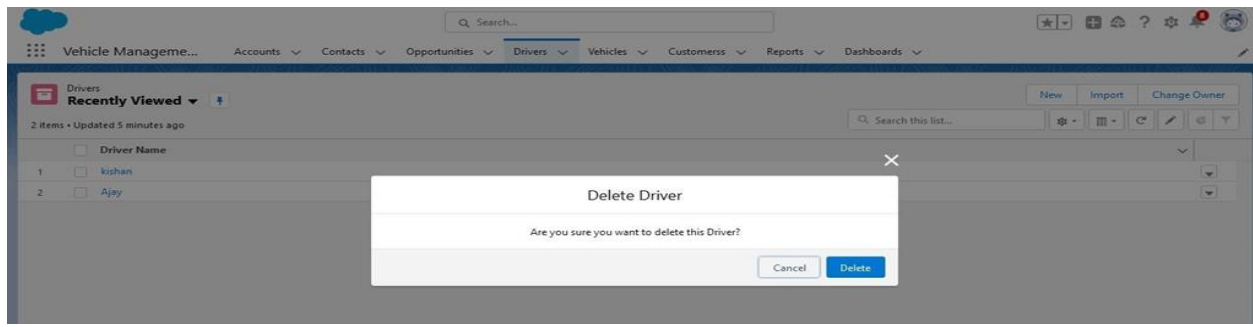 Search...
Vehicle Manageme... Accounts Contacts Opportunities Drivers Vehicles Customerss Reports Dashboards
Drivers
Recently Viewed
New Import Change Owner
2 items • Updated 5 minutes ago
Search this list...
Driver Name
1 kishan
2 Ajay
Delete Driver
Are you sure you want to delete this Driver?
Cancel Delete